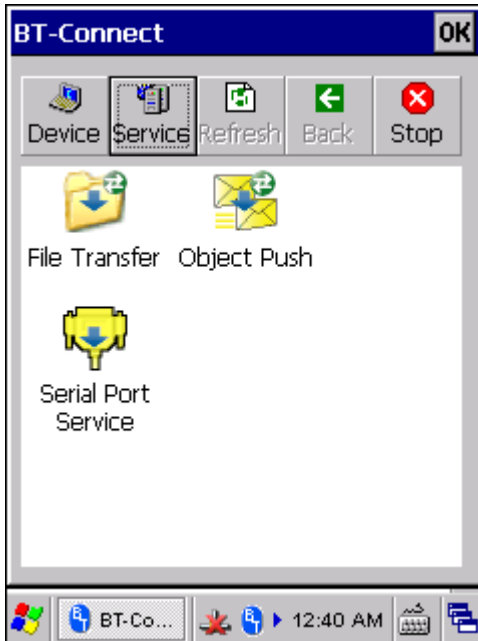 BT-Connect OK
Device Service Refresh Back Stop
File Transfer Object Push
Serial Port
Service
BT-Co... 12:40 AM